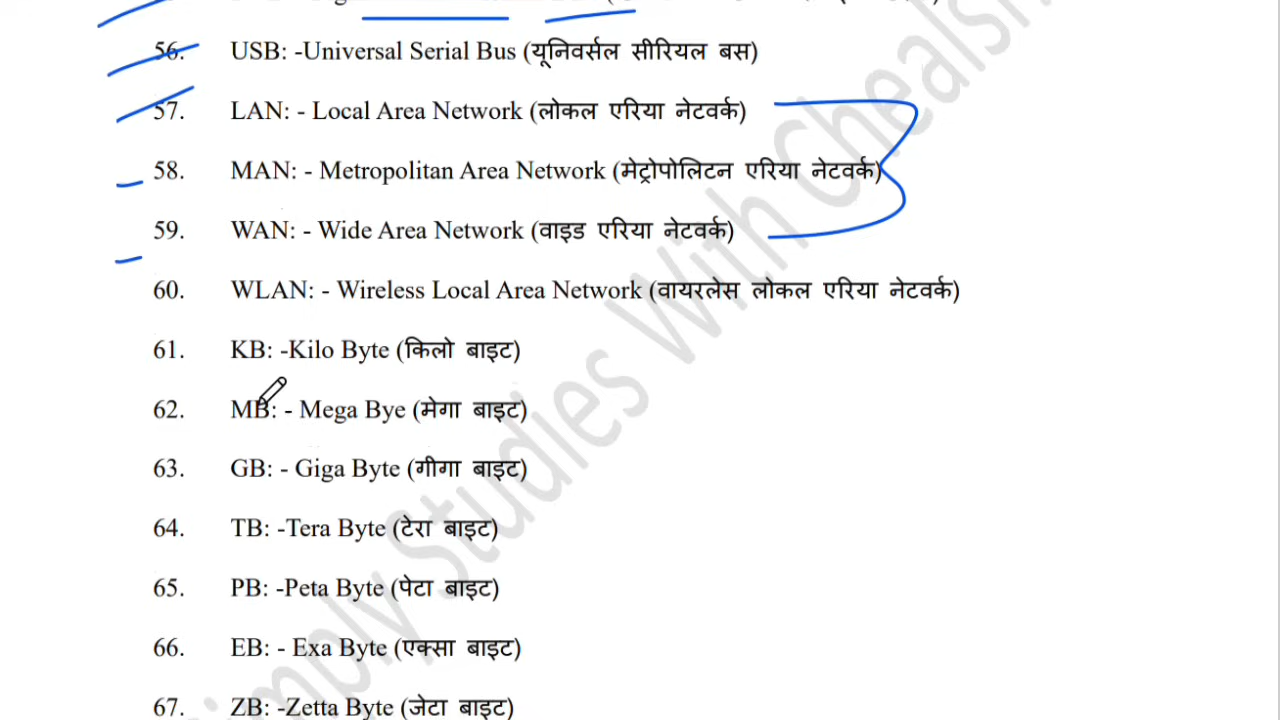 56. USB: -Universal Serial Bus (यूनिवर्सल सीरियल बस)
57. LAN: - Local Area Network (लोकल एरिया नेटवर्क)
58. MAN: - Metropolitan Area Network (मेट्रोपोलिटन एरिया नेटवर्क)
59. WAN: - Wide Area Network (वाइड एरिया नेटवर्क)
60. WLAN: - Wireless Local Area Network (वायरलेस लोकल एरिया नेटवर्क)
61. KB: -Kilo Byte (किलो बाइट)
62. MB: - Mega Bye (मेगा बाइट)
63. GB: - Giga Byte (गीगा बाइट)
64. TB: -Tera Byte (टेरा बाइट)
65. PB: -Peta Byte (पेटा बाइट)
66. EB: - Exa Byte (एक्सा बाइट)
67. ZB: -Zetta Byte (जेटा बाइट)
Studies With